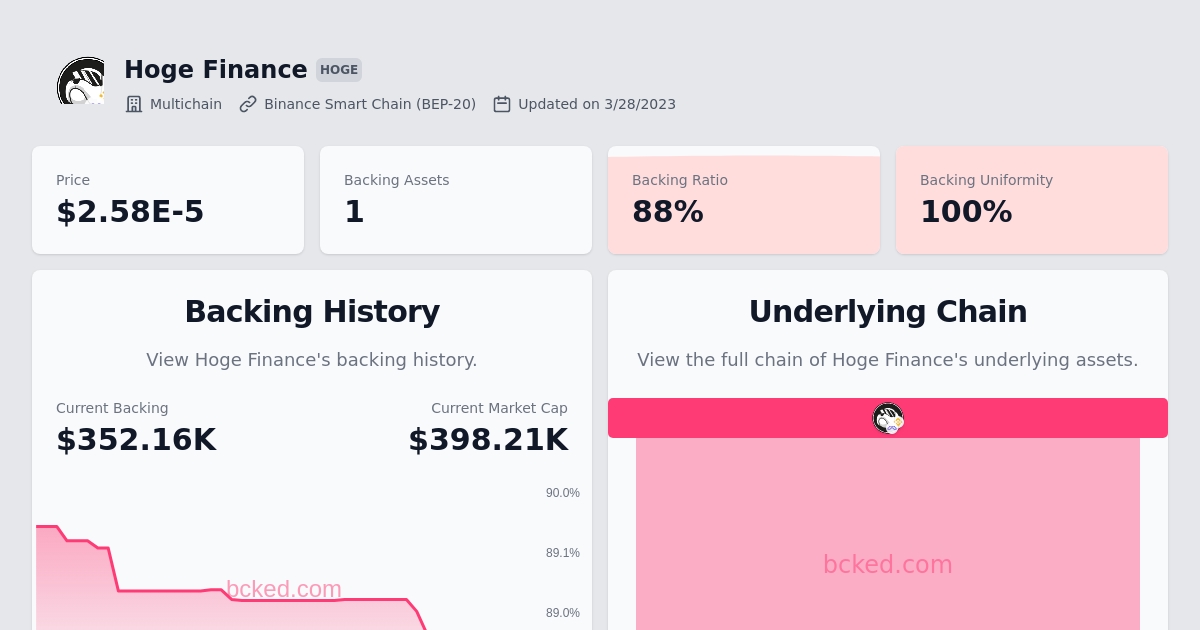 Hoge Finance HOGE
Multichain Binance Smart Chain (BEP-20) Updated on 3/28/2023
Price
$2.58E-5
Backing Assets
1
Backing Ratio
88%
Backing Uniformity
100%
Backing History
View Hoge Finance's backing history.
Current Backing
$352.16K
Current Market Cap
$398.21K
90.0%
89.1%
89.0%
bcked.com
Underlying Chain
View the full chain of Hoge Finance's underlying assets.
bcked.com